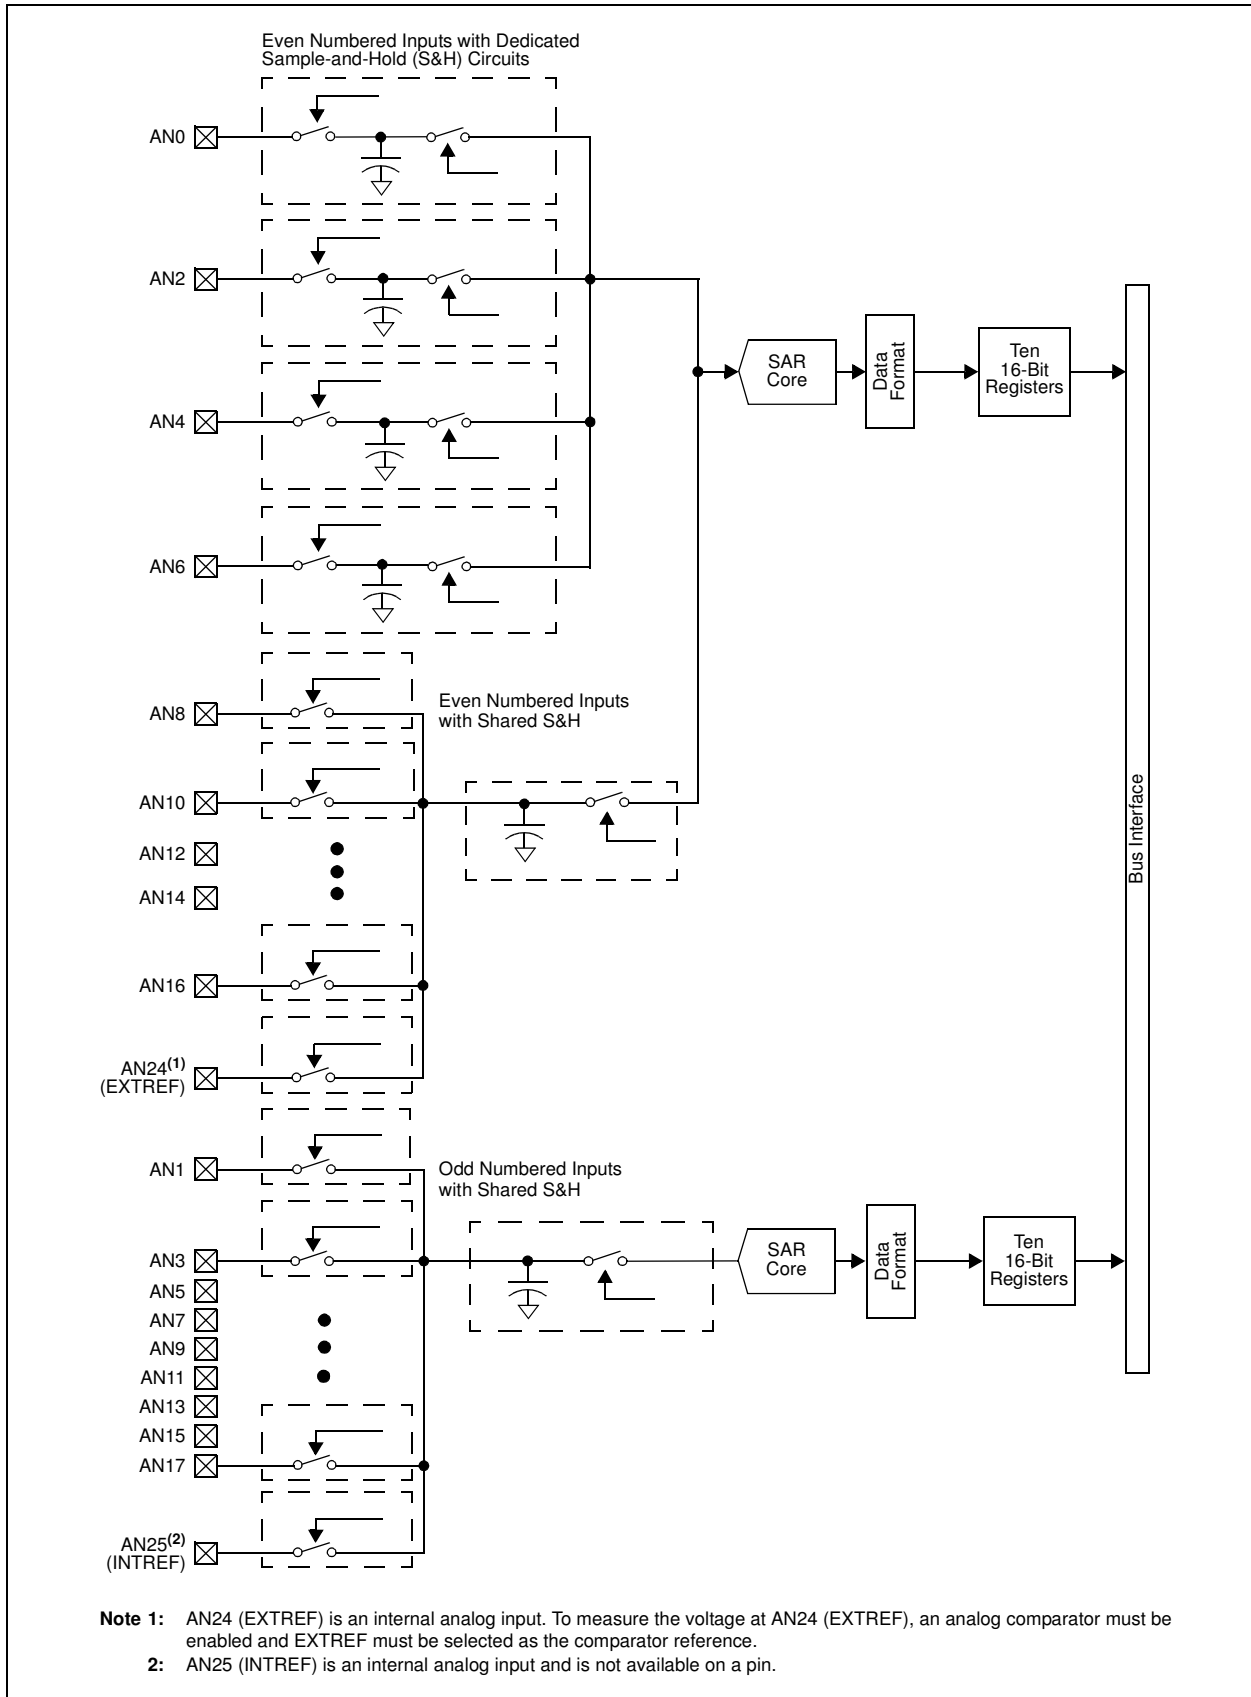 Even Numbered Inputs with Dedicated
Sample-and-Hold (S&H) Circuits
AN0
AN2
AN4
AN6
SAR
Core
Data
Format
Ten
16-Bit
Registers
Bus Interface
AN8
Even Numbered Inputs
with Shared S&H
AN10
AN12
AN14
AN16
AN24(1)
(EXTREF)
AN1
Odd Numbered Inputs
with Shared S&H
AN3
AN5
AN7
AN9
AN11
AN13
AN15
AN17
SAR
Core
Data
Format
Ten
16-Bit
Registers
AN25(2)
(INTREF)
Note 1: AN24 (EXTREF) is an internal analog input. To measure the voltage at AN24 (EXTREF), an analog comparator must be
enabled and EXTREF must be selected as the comparator reference.
2: AN25 (INTREF) is an internal analog input and is not available on a pin.